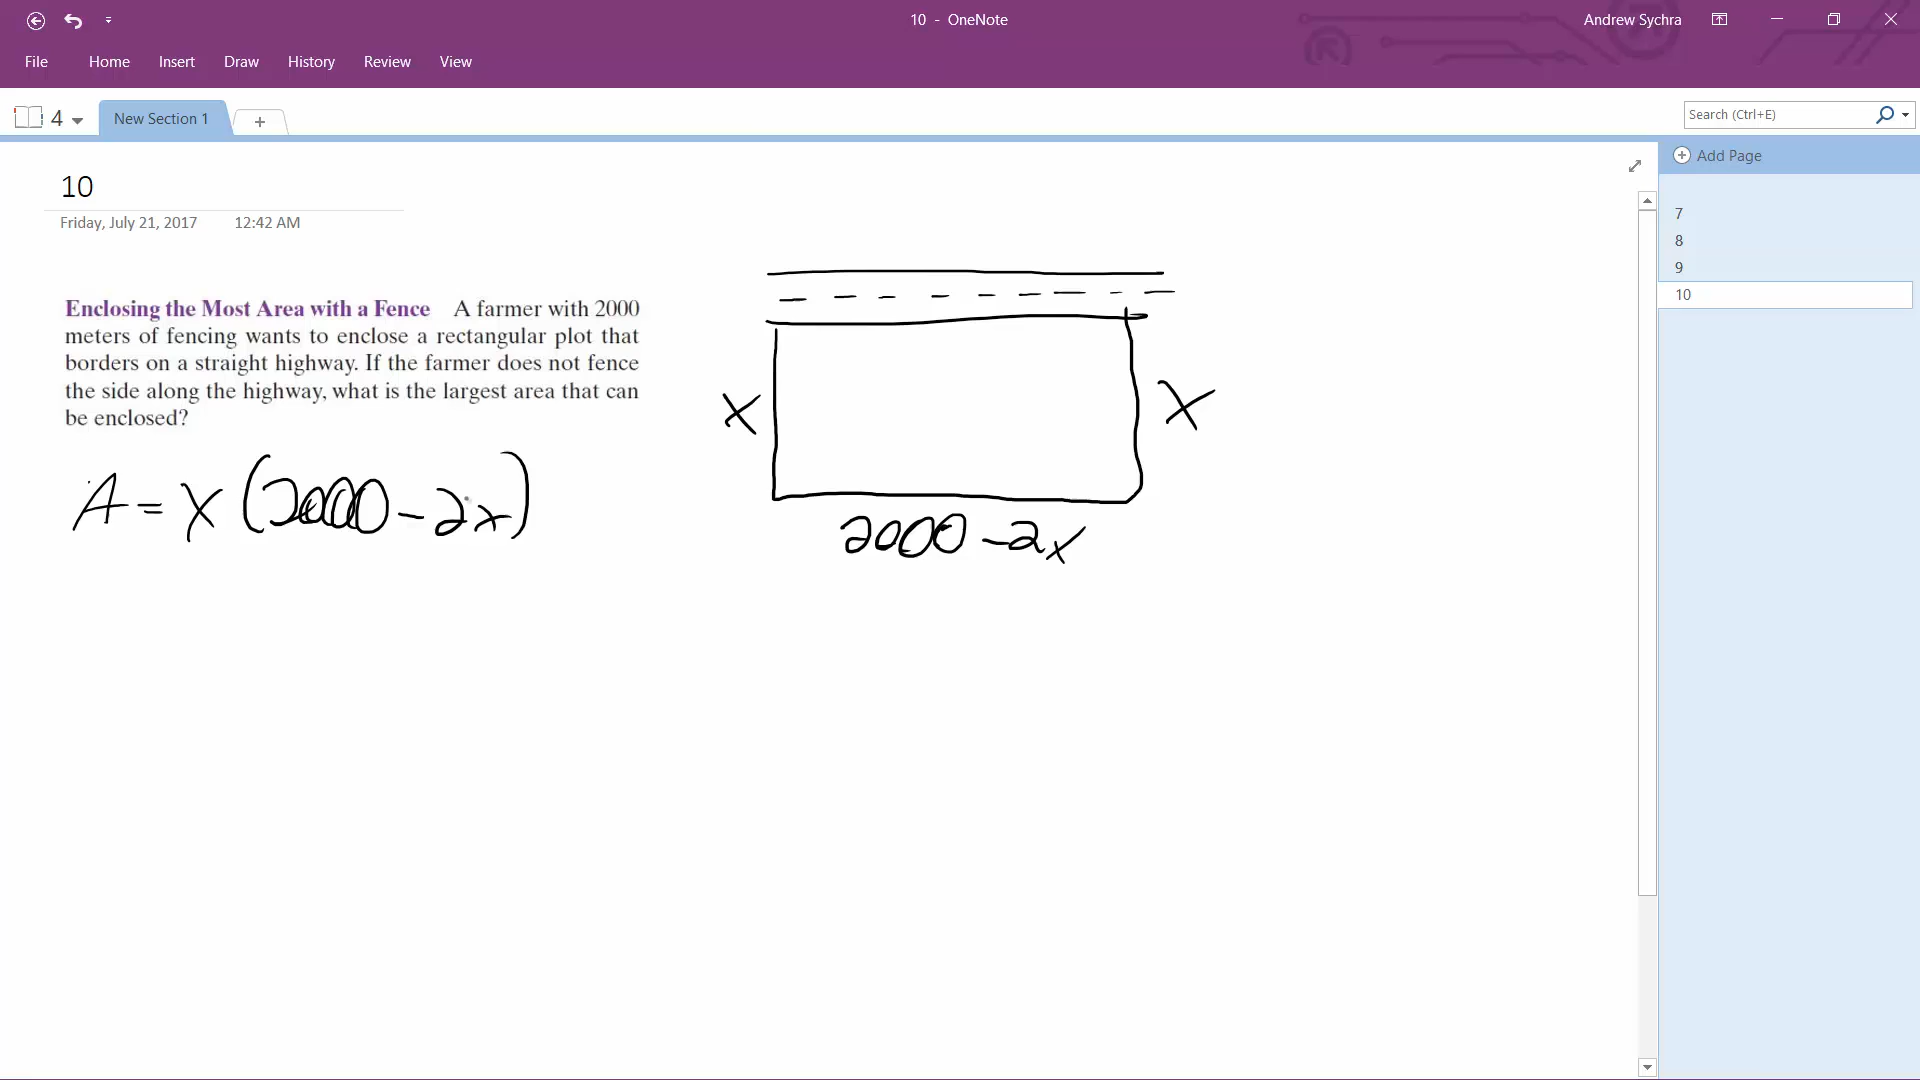 10 - OneNote
Andrew Sychra
File Home Insert Draw History Review View
4 New Section 1 +
Search (Ctrl+E)
Add Page
7
8
9
10
10
Friday, July 21, 2017 12:42 AM
Enclosing the Most Area with a Fence A farmer with 2000
meters of fencing wants to enclose a rectangular plot that
borders on a straight highway. If the farmer does not fence
the side along the highway, what is the largest area that can
be enclosed?
A = x (2000 - 2x)
x x
2000 - 2x